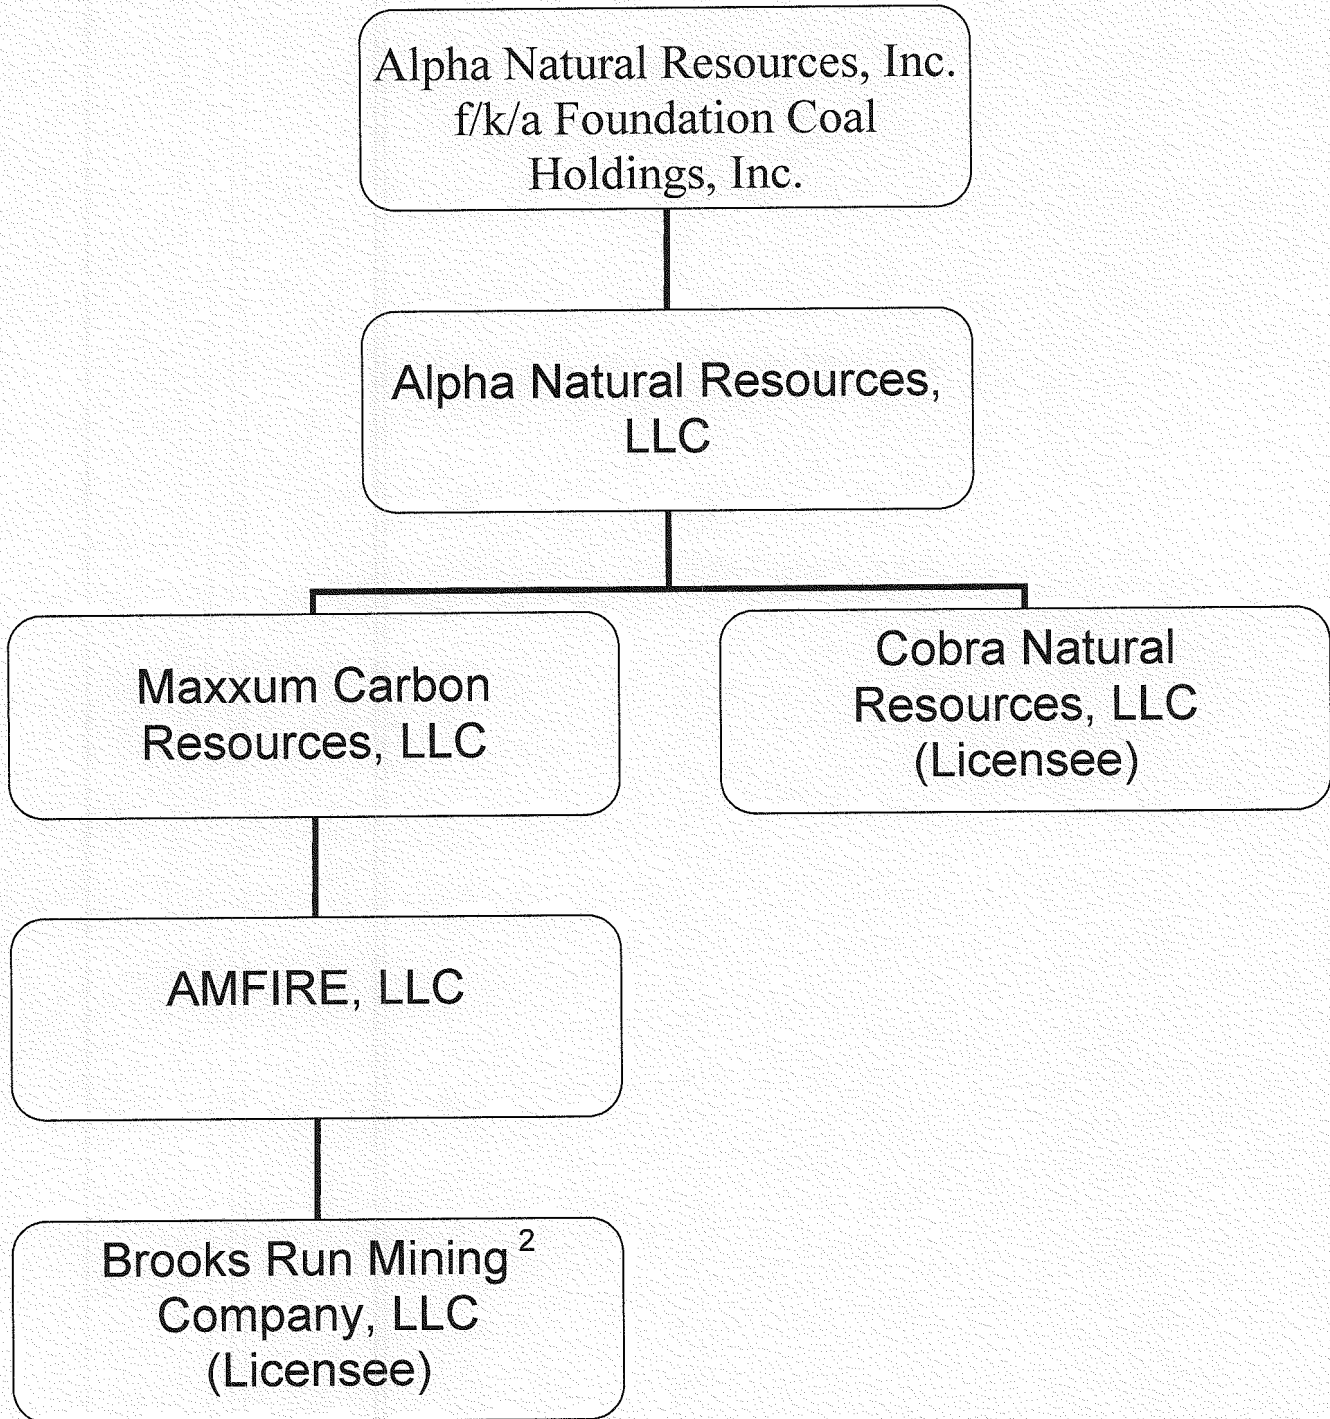 Alpha Natural Resources, Inc.
f/k/a Foundation Coal
Holdings, Inc.
Alpha Natural Resources,
LLC
Maxxum Carbon
Resources, LLC
Cobra Natural
Resources, LLC
(Licensee)
AMFIRE, LLC
Brooks Run Mining 2
Company, LLC
(Licensee)